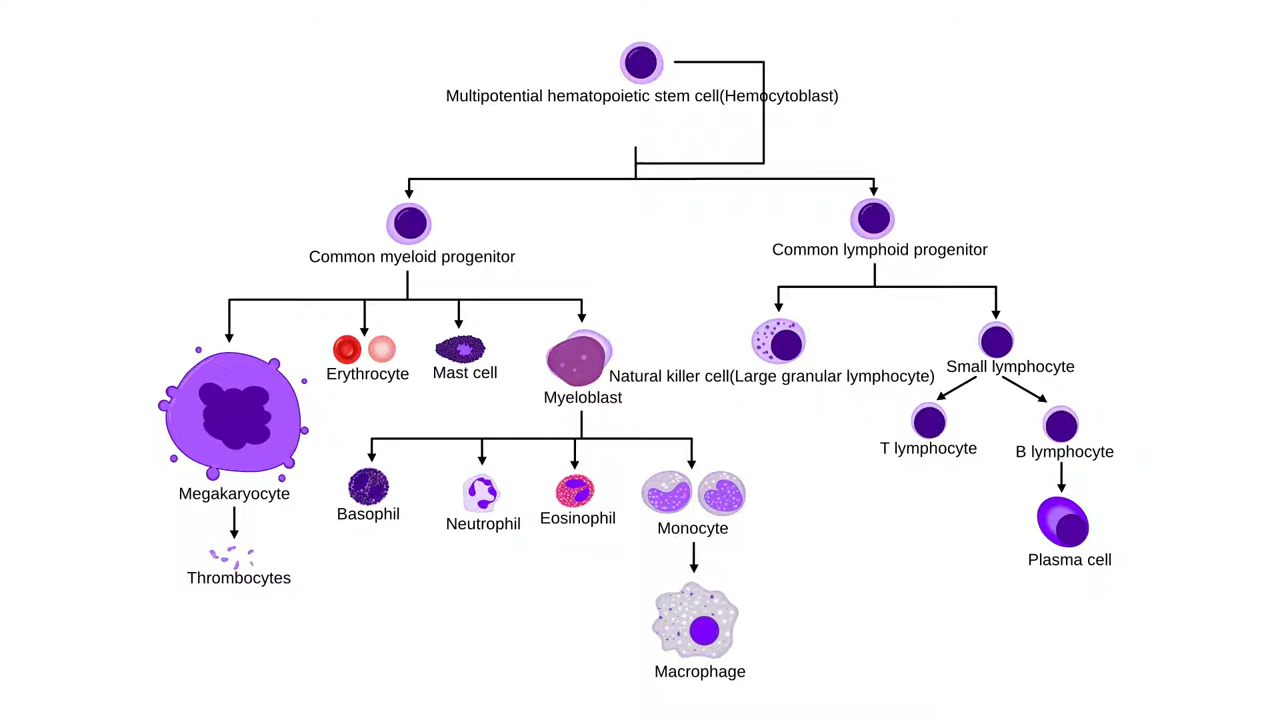 Multipotential hematopoietic stem cell(Hemocytoblast)
Common myeloid progenitor
Common lymphoid progenitor
Erythrocyte
Mast cell
Myeloblast
Natural killer cell(Large granular lymphocyte)
Small lymphocyte
T lymphocyte
B lymphocyte
Megakaryocyte
Basophil
Neutrophil
Eosinophil
Monocyte
Plasma cell
Thrombocytes
Macrophage